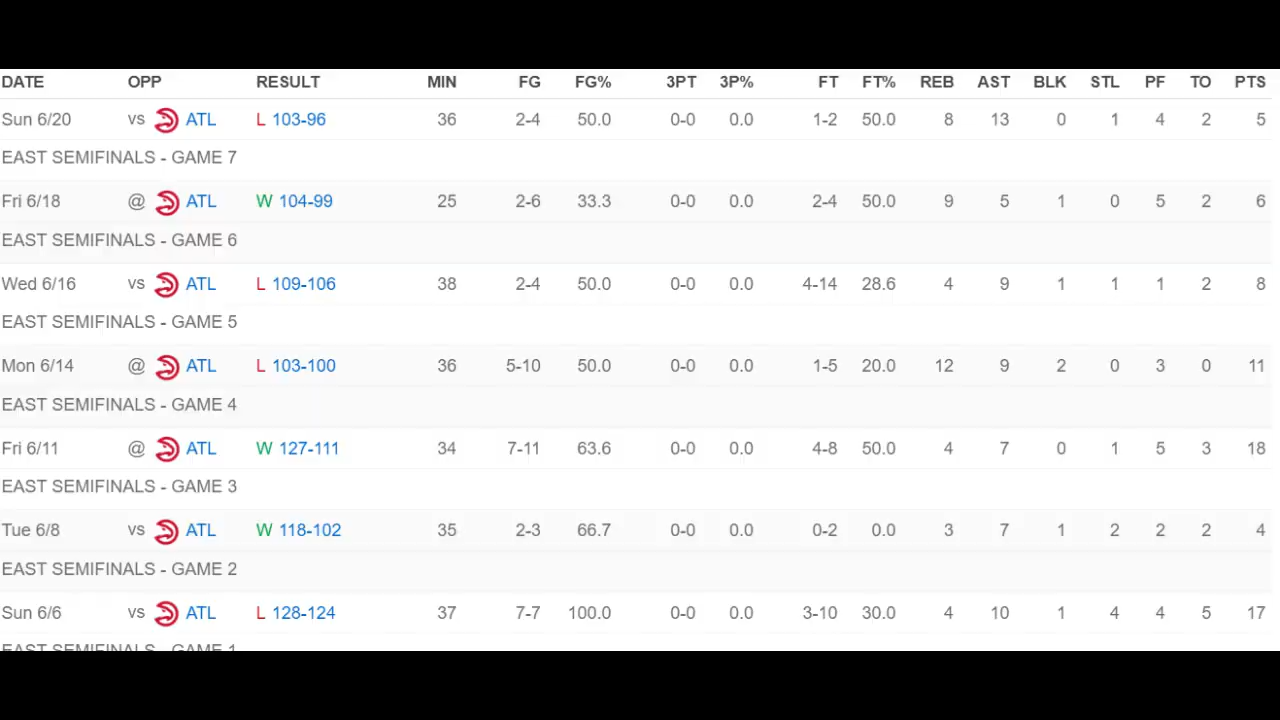 DATE OPP RESULT MIN FG FG% 3PT 3P% FT FT% REB AST BLK STL PF TO PTS
Sun 6/20 vs ATL L 103-96 36 2-4 50.0 0-0 0.0 1-2 50.0 8 13 0 1 4 2 5
EAST SEMIFINALS - GAME 7
Fri 6/18 @ ATL W 104-99 25 2-6 33.3 0-0 0.0 2-4 50.0 9 5 1 0 5 2 6
EAST SEMIFINALS - GAME 6
Wed 6/16 vs ATL L 109-106 38 2-4 50.0 0-0 0.0 4-14 28.6 4 9 1 1 1 2 8
EAST SEMIFINALS - GAME 5
Mon 6/14 @ ATL L 103-100 36 5-10 50.0 0-0 0.0 1-5 20.0 12 9 2 0 3 0 11
EAST SEMIFINALS - GAME 4
Fri 6/11 @ ATL W 127-111 34 7-11 63.6 0-0 0.0 4-8 50.0 4 7 0 1 5 3 18
EAST SEMIFINALS - GAME 3
Tue 6/8 vs ATL W 118-102 35 2-3 66.7 0-0 0.0 0-2 0.0 3 7 1 2 2 2 4
EAST SEMIFINALS - GAME 2
Sun 6/6 vs ATL L 128-124 37 7-7 100.0 0-0 0.0 3-10 30.0 4 10 1 4 4 5 17
EAST SEMIFINALS - GAME 1